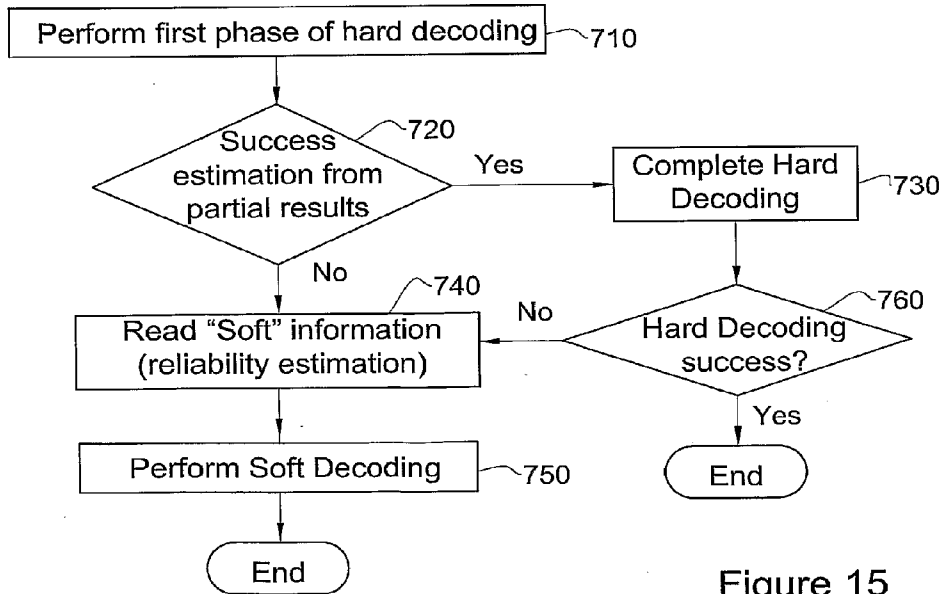 Perform first phase of hard decoding
710
Success
estimation from
partial results
720
Yes
Complete Hard
Decoding
730
No
740
Read “Soft” information
(reliability estimation)
No
Hard Decoding
success?
760
Yes
Perform Soft Decoding
750
End
End
Figure 15